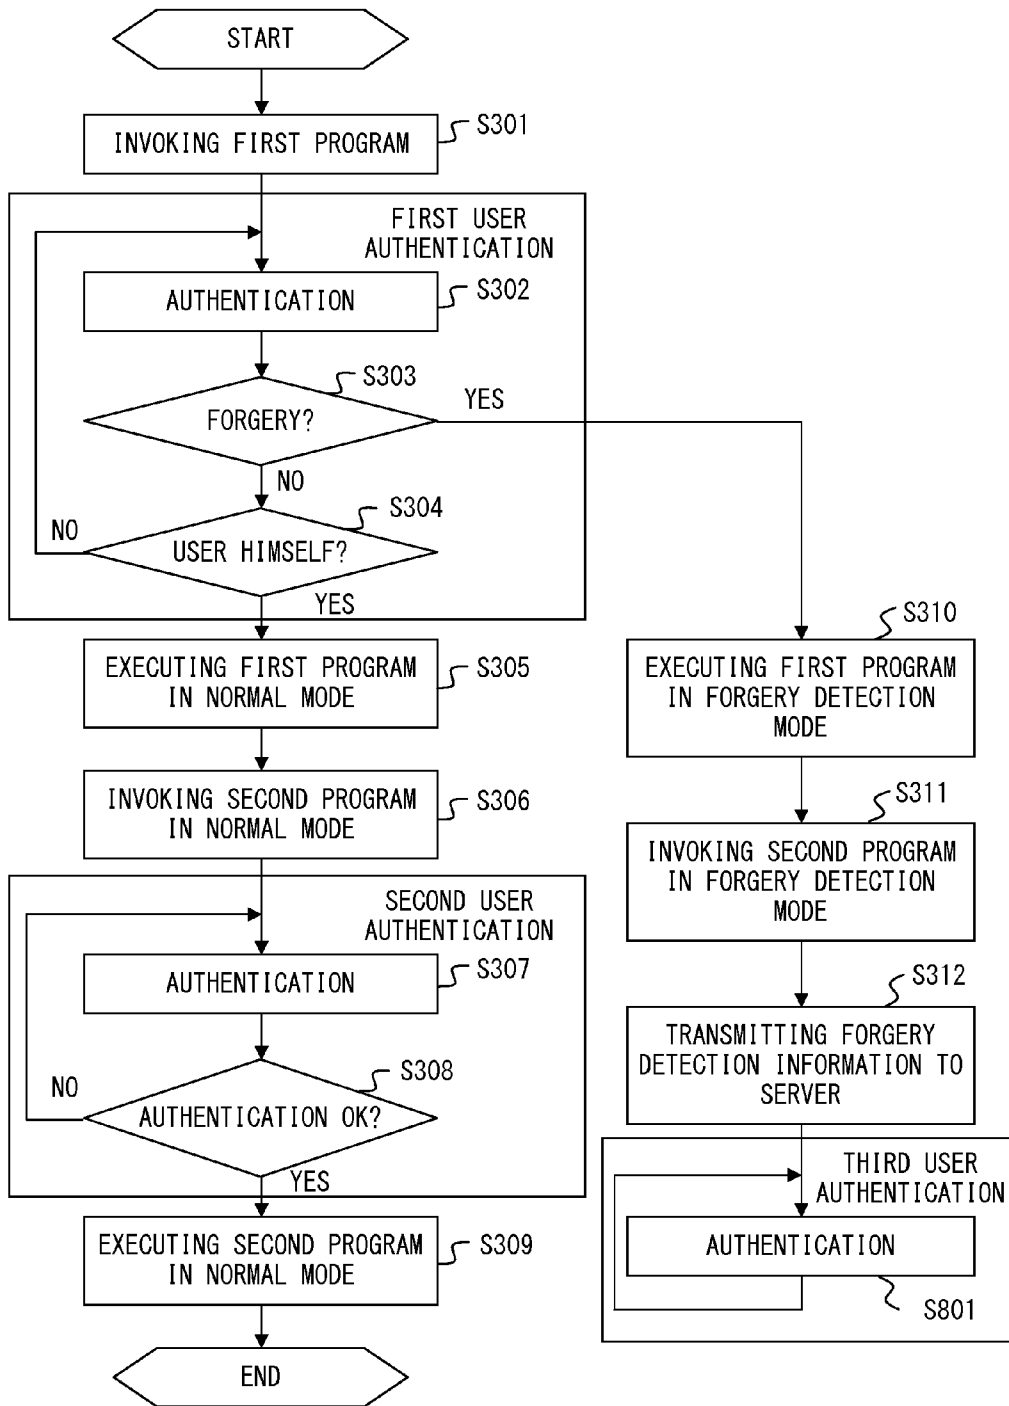 START
INVOKING FIRST PROGRAM
S301
FIRST USER
AUTHENTICATION
AUTHENTICATION
S302
FORGERY?
S303
YES
NO
USER HIMSELF?
S304
NO
YES
EXECUTING FIRST PROGRAM
IN NORMAL MODE
S305
INVOKING SECOND PROGRAM
IN NORMAL MODE
S306
SECOND USER
AUTHENTICATION
AUTHENTICATION
S307
AUTHENTICATION OK?
S308
NO
YES
EXECUTING SECOND PROGRAM
IN NORMAL MODE
S309
END
S310
EXECUTING FIRST PROGRAM
IN FORGERY DETECTION
MODE
S311
INVOKING SECOND PROGRAM
IN FORGERY DETECTION
MODE
S312
TRANSMITTING FORGERY
DETECTION INFORMATION TO
SERVER
THIRD USER
AUTHENTICATION
AUTHENTICATION
S801